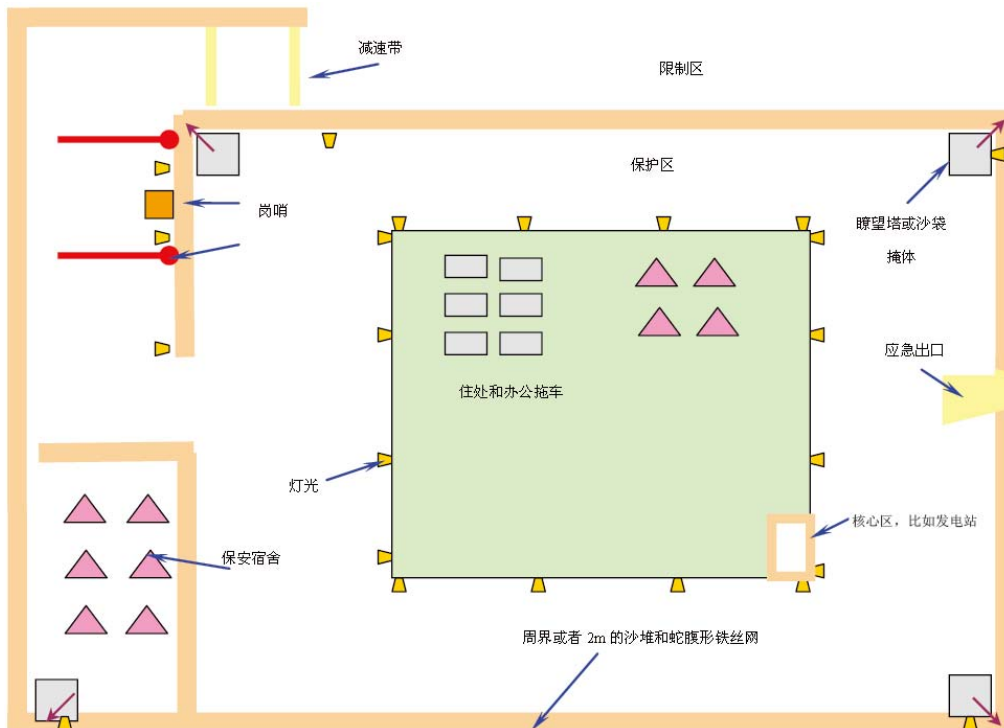 减速带
限制区
保护区
岗哨
瞭望塔或沙袋
掩体
应急出口
住处和办公拖车
灯光
核心区，比如发电站
保安宿舍
周界或者 2m 的沙堆和蛇腹形铁丝网